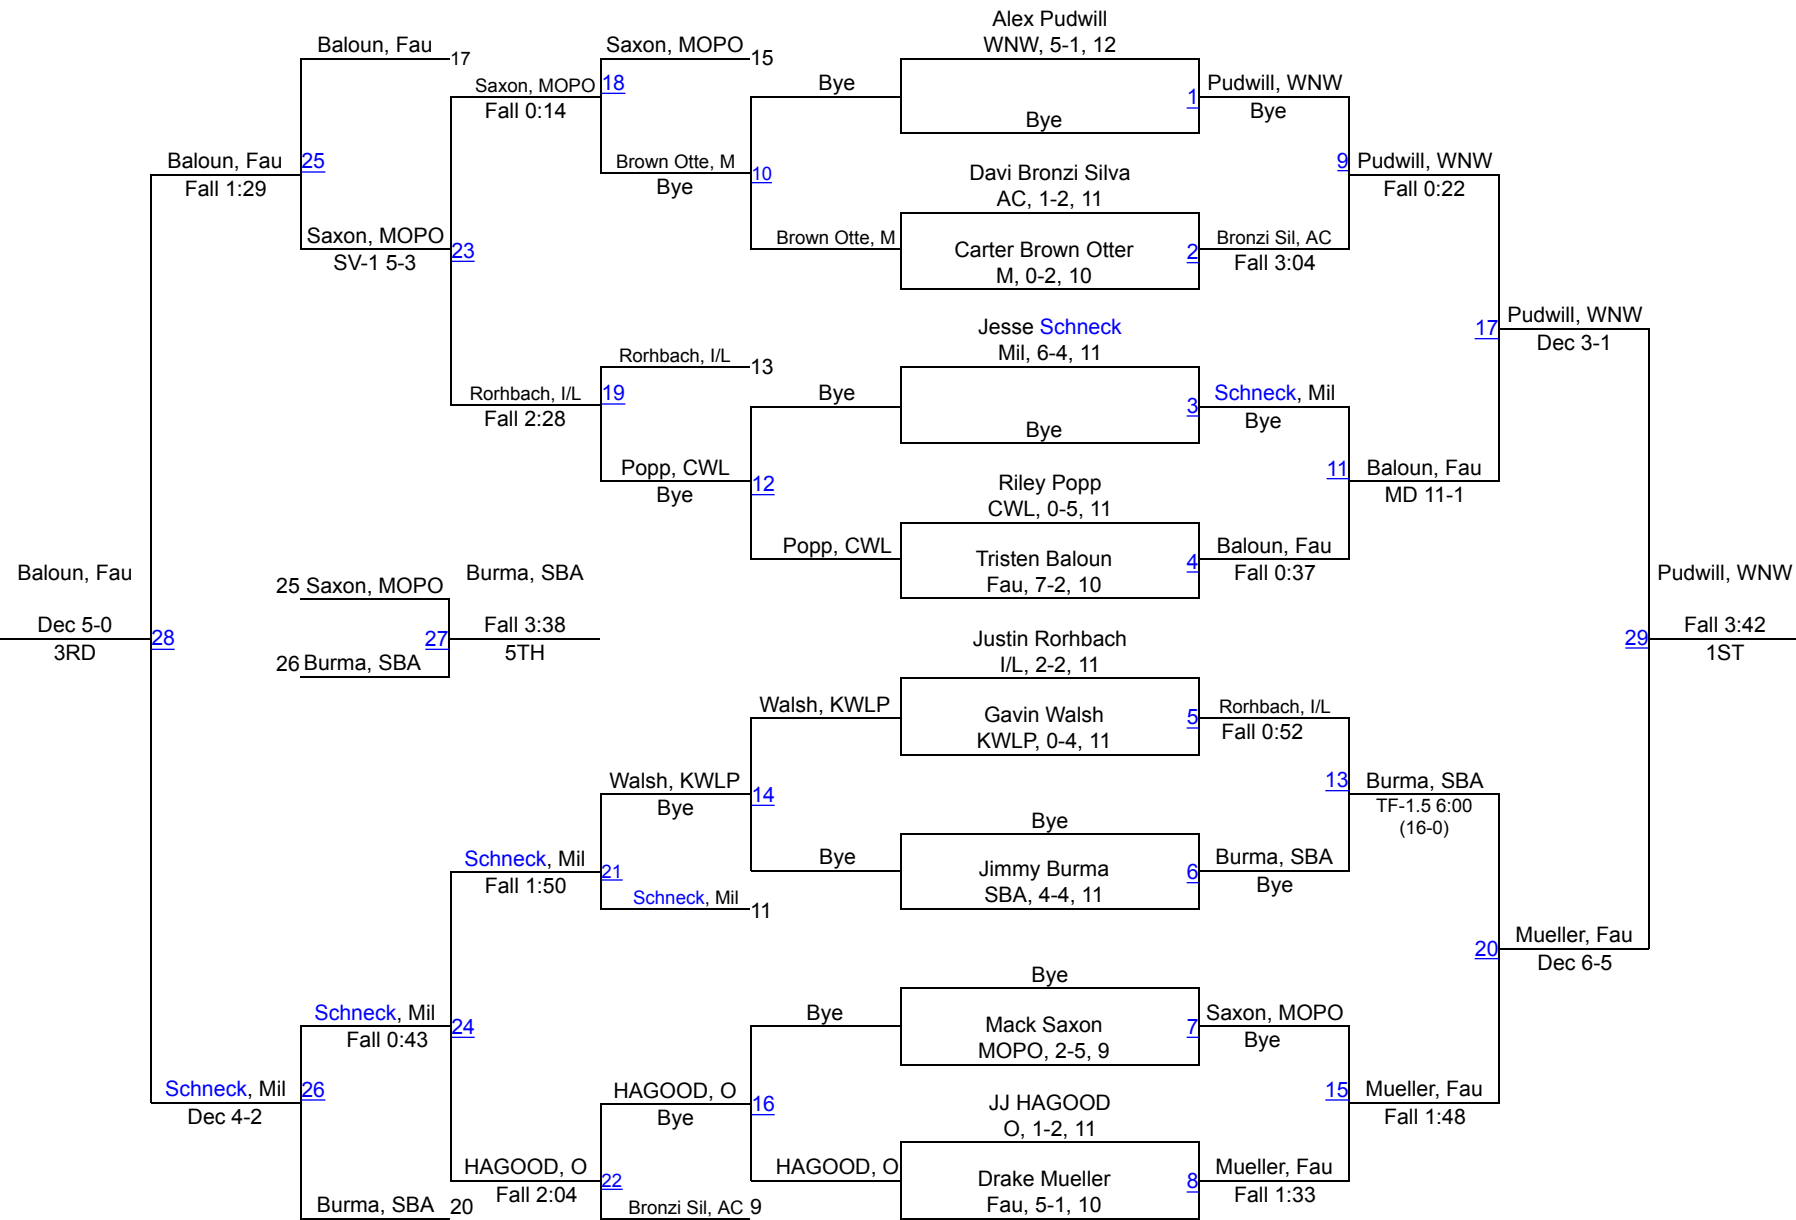 Alex Pudwill
WNW, 5-1, 12
Baloun, Fau
17
Saxon, MOPO
15
Saxon, MOPO
18
Fall 0:14
Bye
1
Pudwill, WNW
Bye
Bye
Baloun, Fau
25
Fall 1:29
Brown Otte, M
10
Bye
Davi Bronzi Silva
AC, 1-2, 11
9
Pudwill, WNW
Fall 0:22
Saxon, MOPO
23
SV-1 5-3
Brown Otte, M
Carter Brown Otter
M, 0-2, 10
2
Bronzi Sil, AC
Fall 3:04
Jesse Schneck
Mil, 6-4, 11
17
Pudwill, WNW
Dec 3-1
Rorhbach, I/L
13
Rorhbach, I/L
19
Fall 2:28
Bye
3
Schneck, Mil
Bye
Bye
Popp, CWL
12
Bye
Riley Popp
CWL, 0-5, 11
11
Baloun, Fau
MD 11-1
Popp, CWL
Tristen Baloun
Fau, 7-2, 10
4
Baloun, Fau
Fall 0:37
Baloun, Fau
Dec 5-0
3RD
28
25 Saxon, MOPO
26 Burma, SBA
27
Burma, SBA
Fall 3:38
5TH
Pudwill, WNW
29
Fall 3:42
1ST
Justin Rorhbach
I/L, 2-2, 11
Walsh, KWLP
Gavin Walsh
KWLP, 0-4, 11
5
Rorhbach, I/L
Fall 0:52
Walsh, KWLP
14
Bye
13
Burma, SBA
TF-1.5 6:00
(16-0)
Bye
Bye
Jimmy Burma
SBA, 4-4, 11
6
Burma, SBA
Bye
Schneck, Mil
21
Fall 1:50
Schneck, Mil
11
20
Mueller, Fau
Dec 6-5
Bye
Bye
Mack Saxon
MOPO, 2-5, 9
7
Saxon, MOPO
Bye
Schneck, Mil
24
Fall 0:43
Schneck, Mil
26
Dec 4-2
HAGOOD, O
16
Bye
JJ HAGOOD
O, 1-2, 11
15
Mueller, Fau
Fall 1:48
HAGOOD, O
22
Fall 2:04
HAGOOD, O
Drake Mueller
Fau, 5-1, 10
8
Mueller, Fau
Fall 1:33
Burma, SBA
20
Bronzi Sil, AC
9